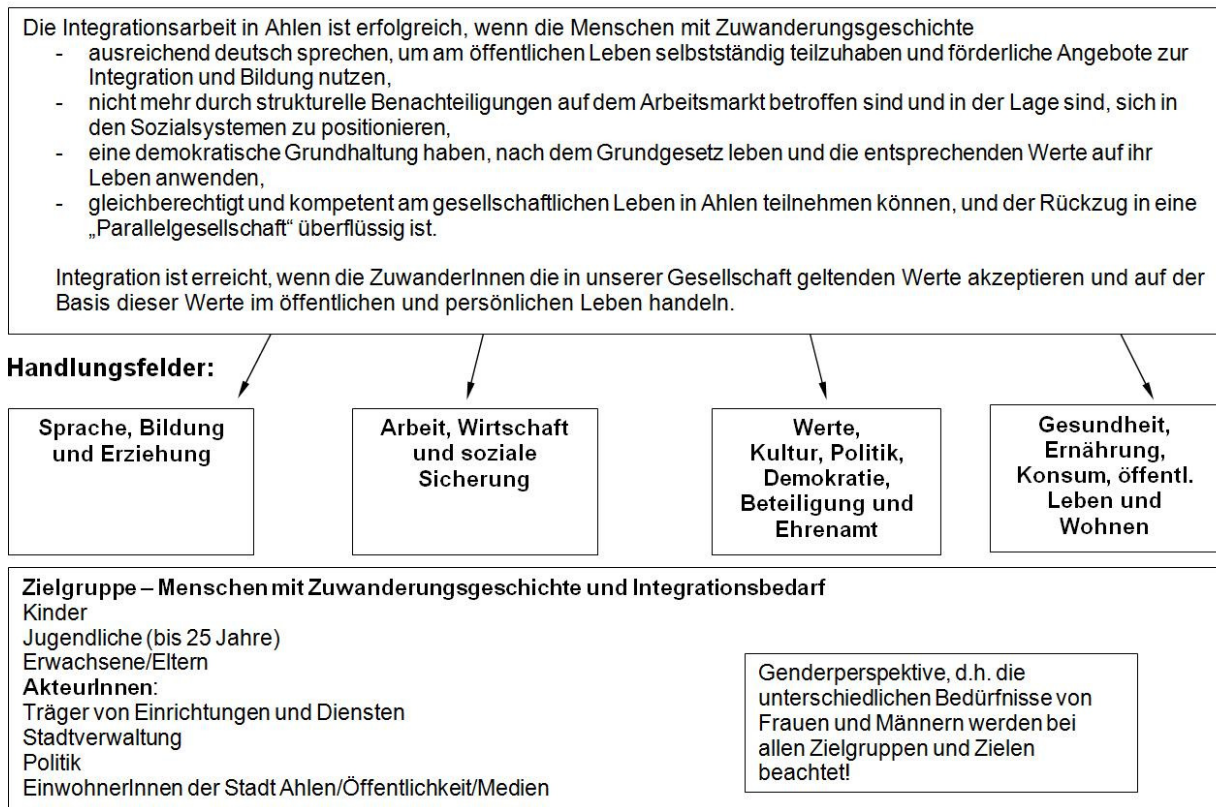 Die Integrationsarbeit in Ahlen ist erfolgreich, wenn die Menschen mit Zuwanderungsgeschichte
- ausreichend deutsch sprechen, um am öffentlichen Leben selbstständig teilzuhaben und förderliche Angebote zur
Integration und Bildung nutzen,
- nicht mehr durch strukturelle Benachteiligungen auf dem Arbeitsmarkt betroffen sind und in der Lage sind, sich in
den Sozialsystemen zu positionieren,
- eine demokratische Grundhaltung haben, nach dem Grundgesetz leben und die entsprechenden Werte auf ihr
Leben anwenden,
- gleichberechtigt und kompetent am gesellschaftlichen Leben in Ahlen teilnehmen können, und der Rückzug in eine
„Parallelgesellschaft“ überflüssig ist.
Integration ist erreicht, wenn die ZuwanderInnen die in unserer Gesellschaft geltenden Werte akzeptieren und auf der
Basis dieser Werte im öffentlichen und persönlichen Leben handeln.
Handlungsfelder:
Sprache, Bildung
und Erziehung
Arbeit, Wirtschaft
und soziale
Sicherung
Werte,
Kultur, Politik,
Demokratie,
Beteiligung und
Ehrenamt
Gesundheit,
Ernährung,
Konsum, öffentl.
Leben und
Wohnen
Zielgruppe – Menschen mit Zuwanderungsgeschichte und Integrationsbedarf
Kinder
Jugendliche (bis 25 Jahre)
Erwachsene/Eltern
AkteurInnen:
Träger von Einrichtungen und Diensten
Stadtverwaltung
Politik
EinwohnerInnen der Stadt Ahlen/Öffentlichkeit/Medien
Genderperspektive, d.h. die
unterschiedlichen Bedürfnisse von
Frauen und Männern werden bei
allen Zielgruppen und Zielen
beachtet!